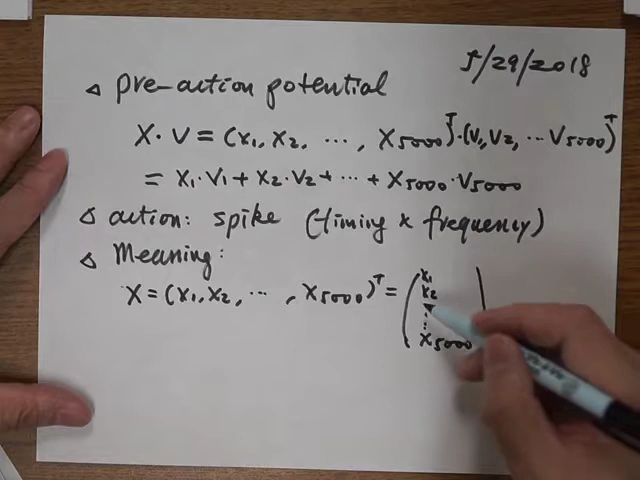 5/29/2018
△ pre-action potential
X · V = (x₁, x₂, ..., x₅₀₀₀)ᵀ · (v₁, v₂, ... v₅₀₀₀)ᵀ
= x₁·v₁ + x₂·v₂ + ... + x₅₀₀₀·v₅₀₀₀
△ action: spike (timing x frequency)
△ Meaning:
X = (x₁, x₂, ... , x₅₀₀₀)ᵀ = (x₁
x₂
⋮
x₅₀₀₀)